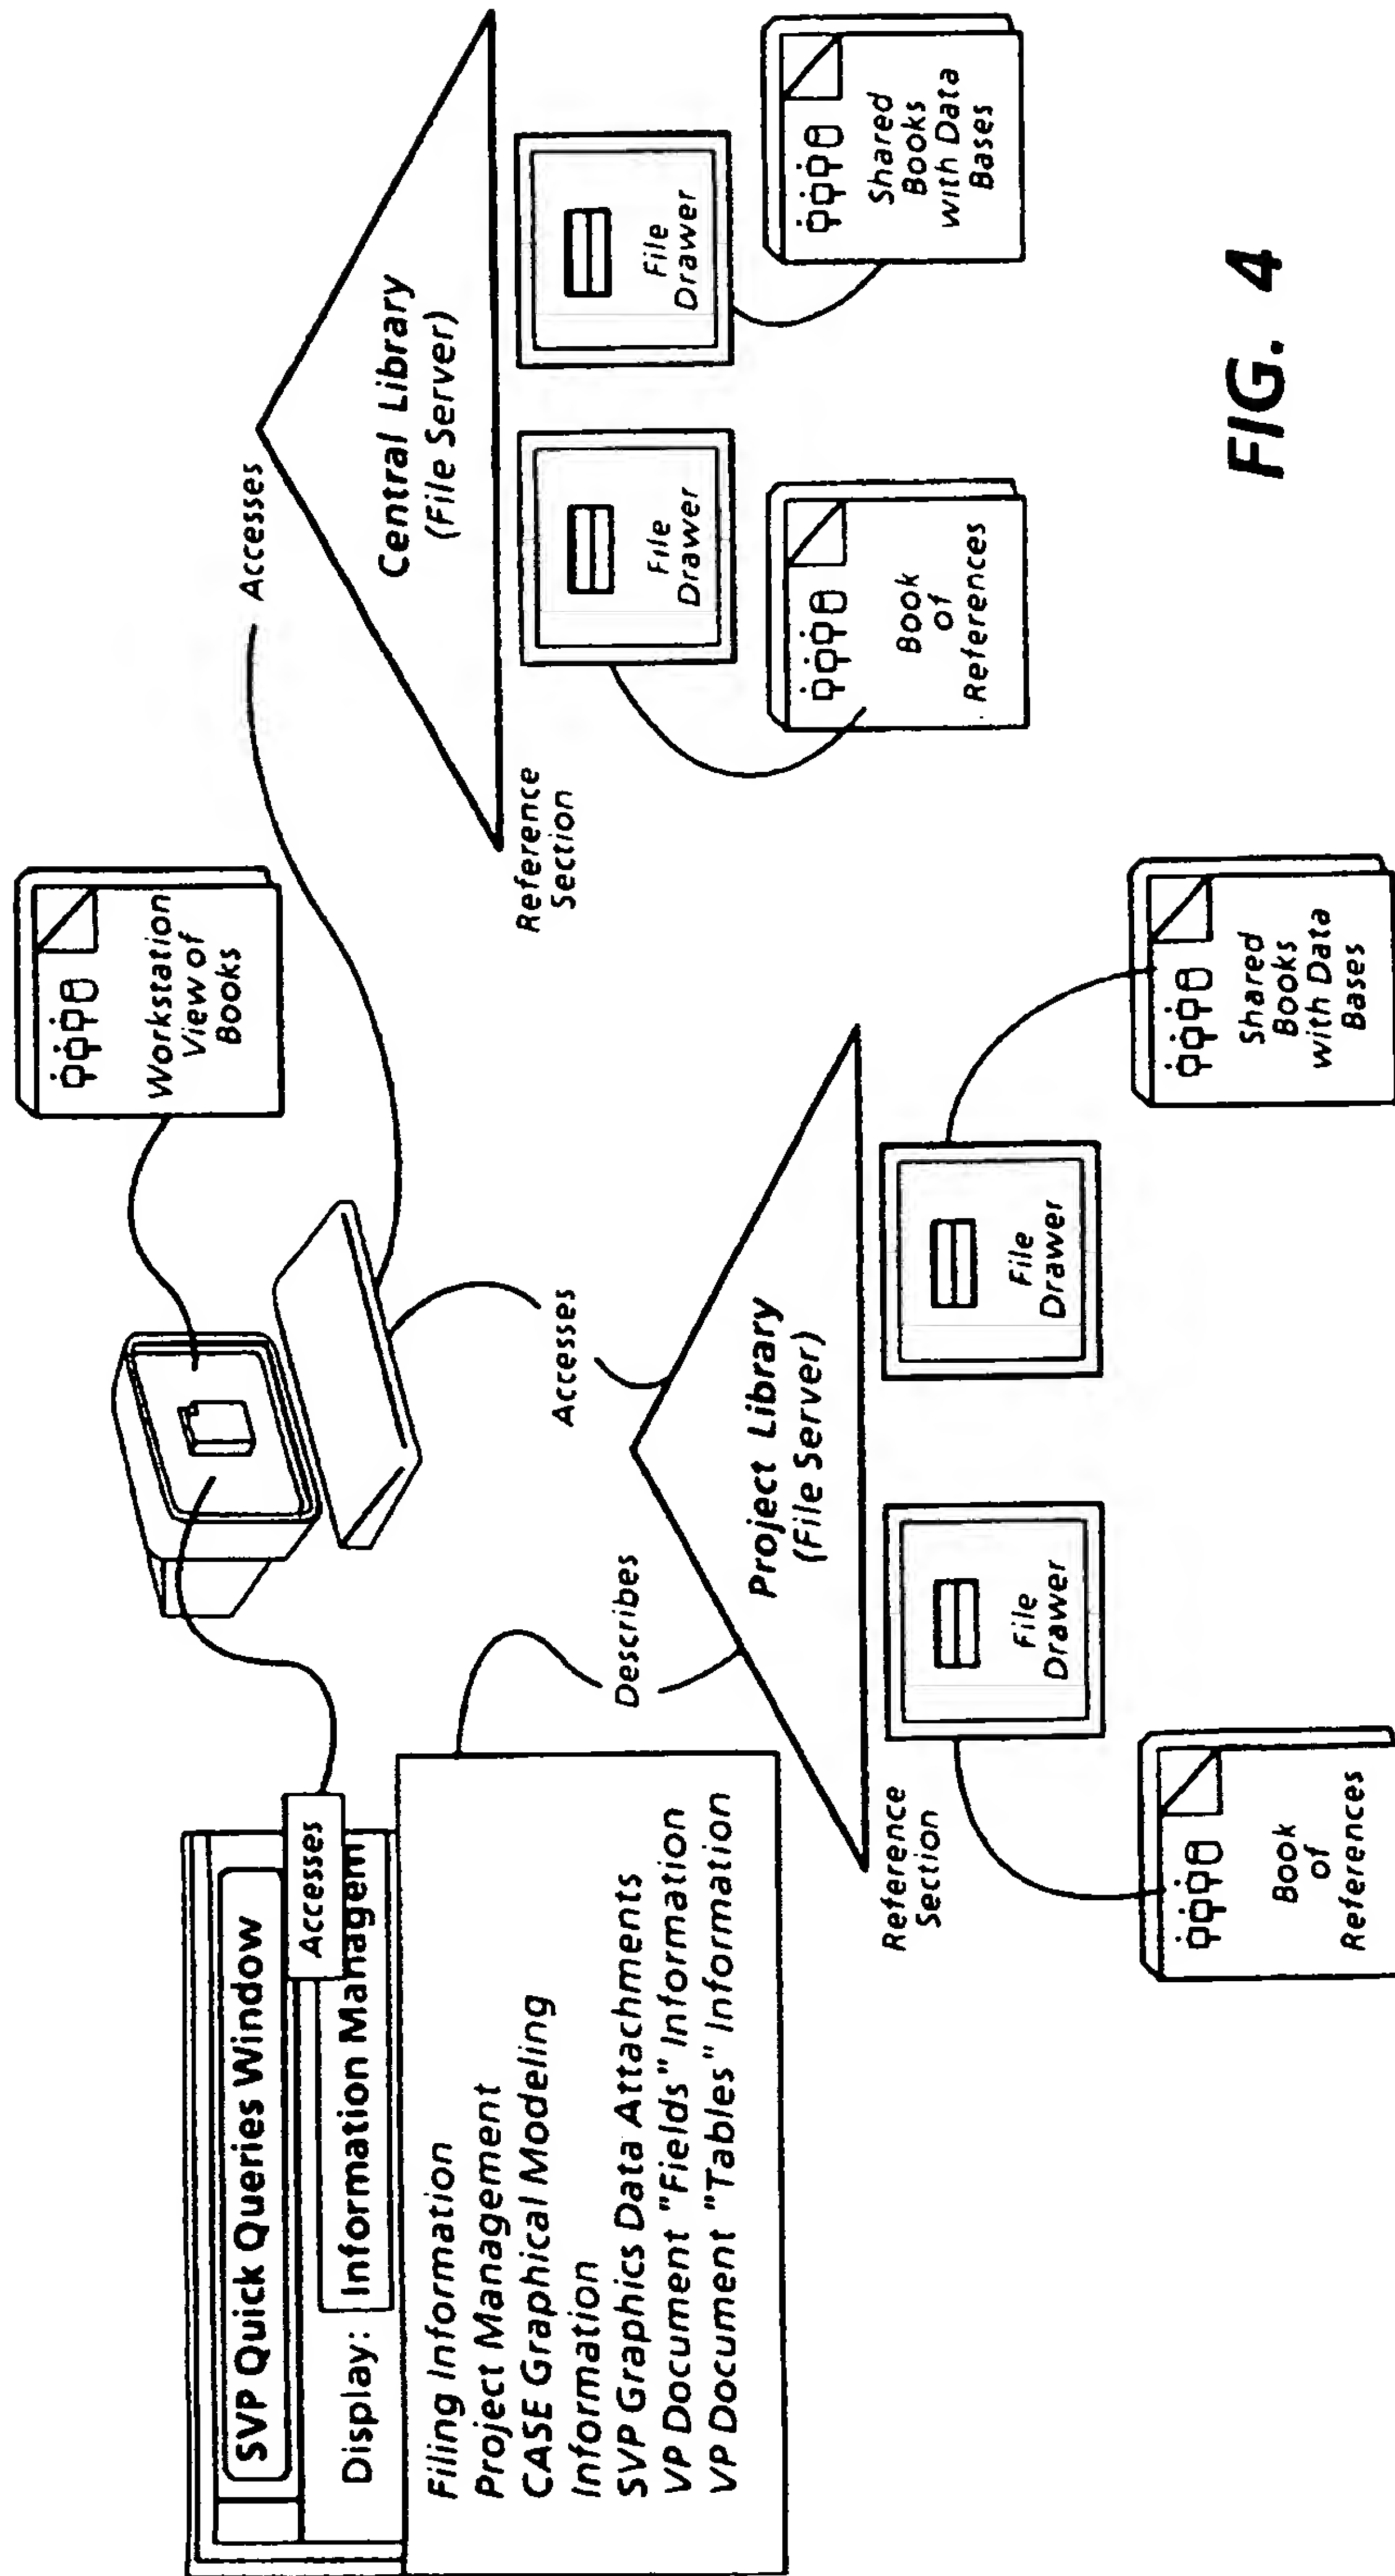 SVP Quick Queries Window
Accesses
Display: Information Managem
Filing Information
Project Management
CASE Graphical Modeling
Information
SVP Graphics Data Attachments
VP Document "Fields" Information
VP Document "Tables" Information
Describes
Accesses
Workstation
View of
Books
Accesses
Project Library
(File Server)
Reference
Section
File
Drawer
File
Drawer
Book
of
References
Shared
Books
with Data
Bases
Central Library
(File Server)
Reference
Section
File
Drawer
File
Drawer
Book
of
References
Shared
Books
with Data
Bases
FIG. 4